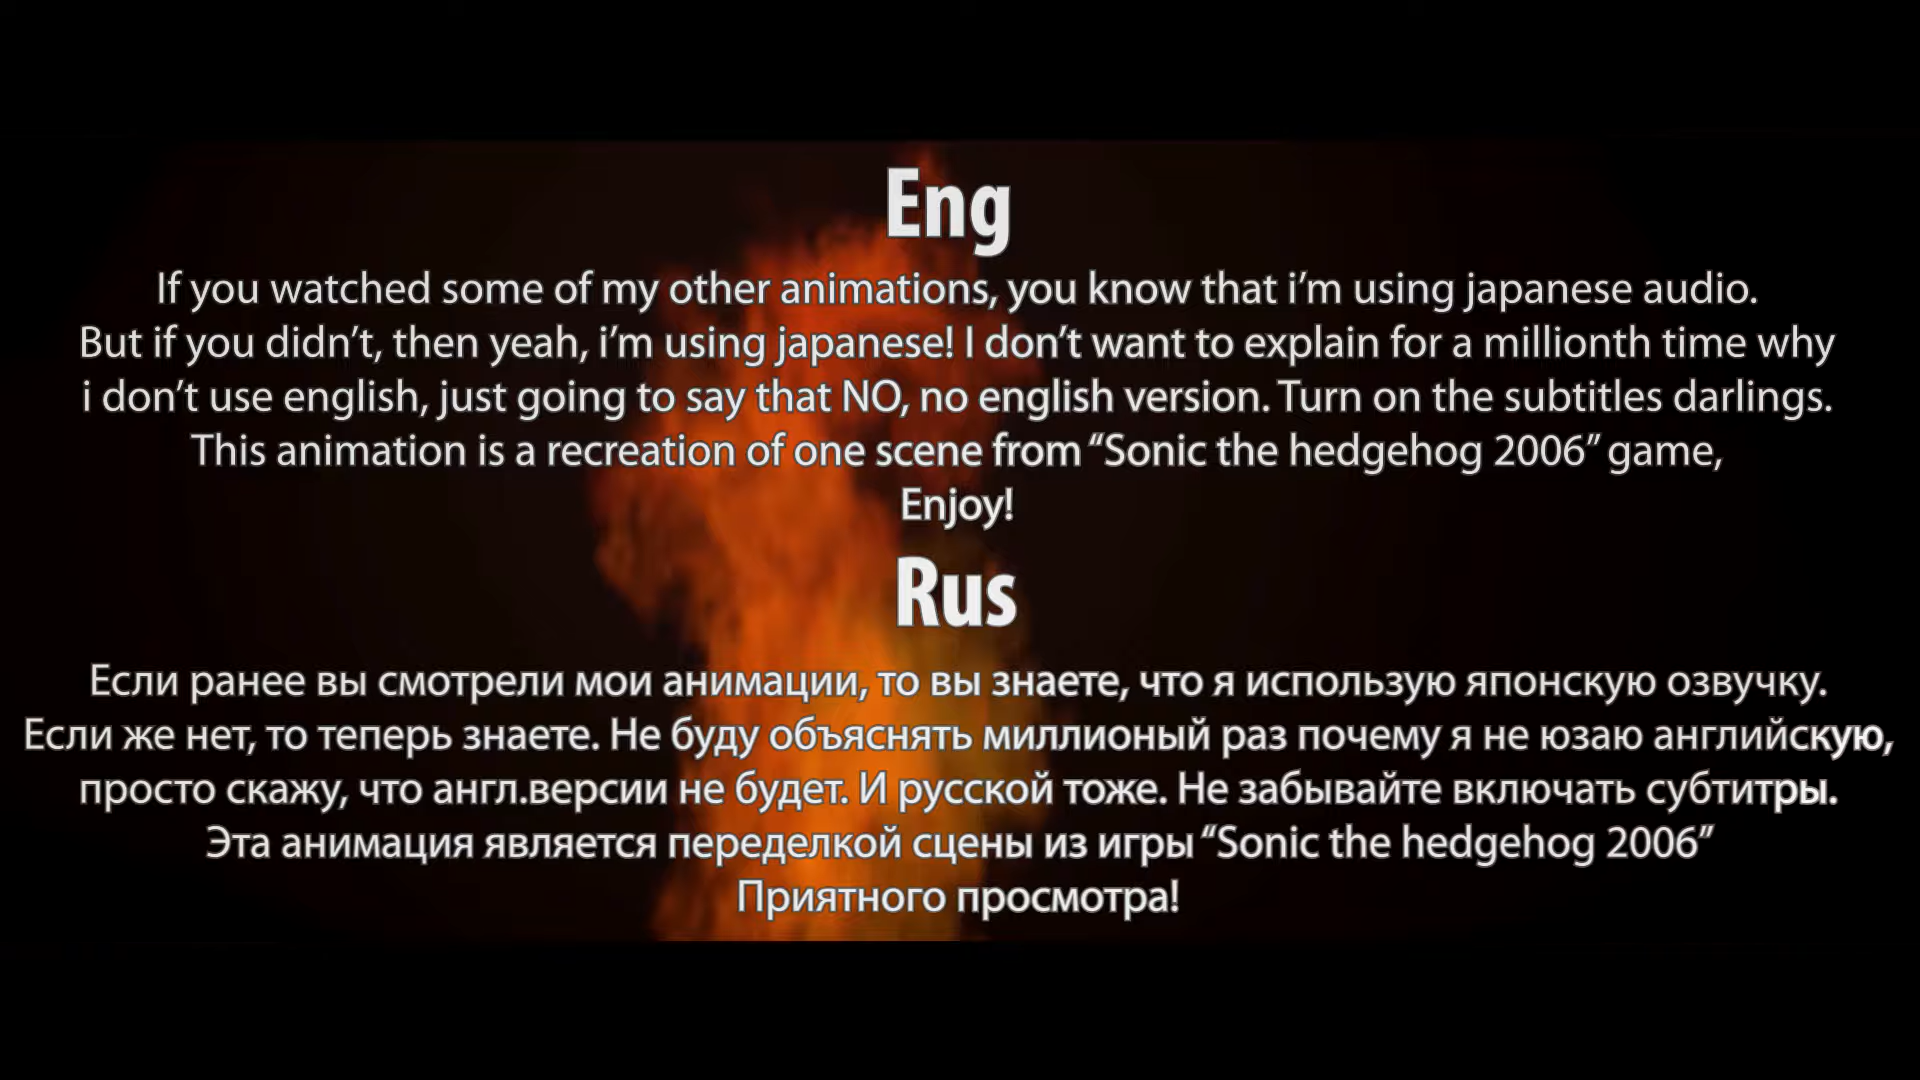 Eng
If you watched some of my other animations, you know that i’m using japanese audio.
But if you didn’t, then yeah, i’m using japanese! I don’t want to explain for a millionth time why
i don’t use english, just going to say that NO, no english version. Turn on the subtitles darlings.
This animation is a recreation of one scene from “Sonic the hedgehog 2006” game,
Enjoy!
Rus
Если ранее вы смотрели мои анимации, то вы знаете, что я использую японскую озвучку.
Если же нет, то теперь знаете. Не буду объяснять миллионый раз почему я не юзаю английскую,
просто скажу, что англ.версии не будет. И русской тоже. Не забывайте включать субтитры.
Эта анимация является переделкой сцены из игры “Sonic the hedgehog 2006”
Приятного просмотра!